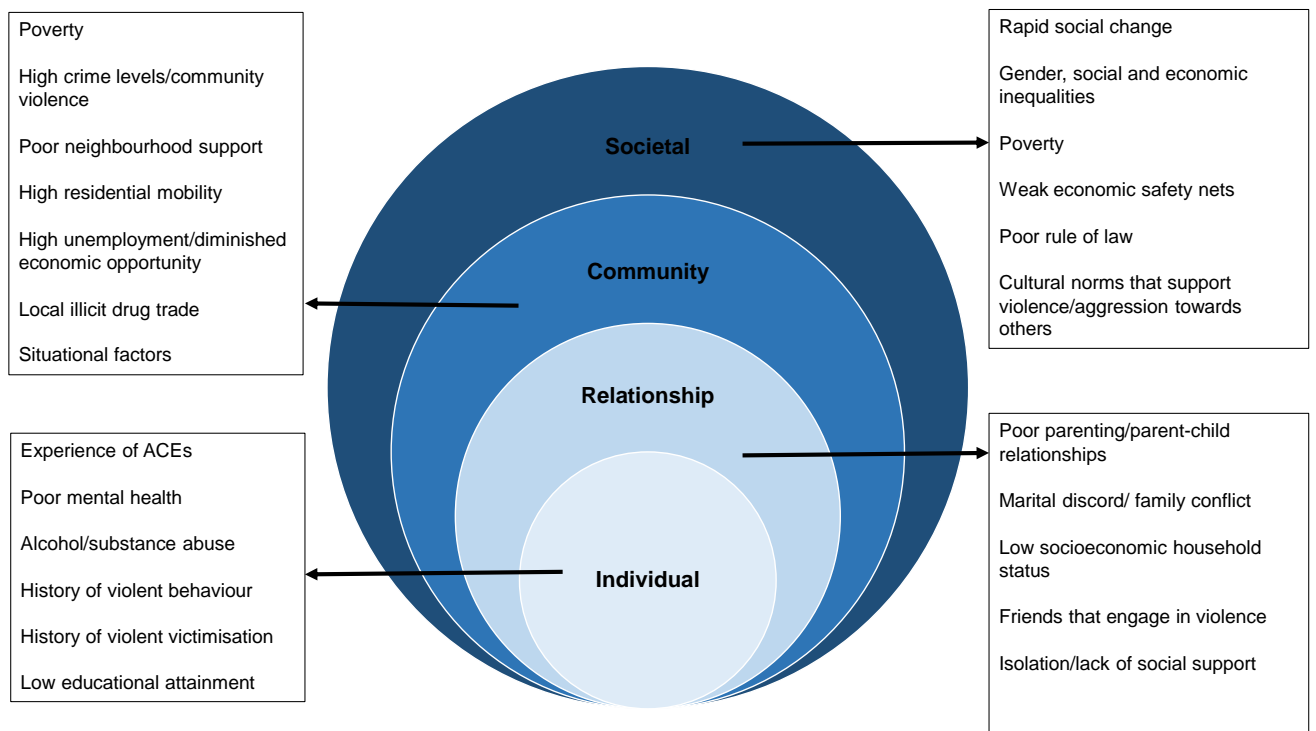 Poverty
High crime levels/community
violence
Poor neighbourhood support
High residential mobility
High unemployment/diminished
economic opportunity
Local illicit drug trade
Situational factors
Experience of ACEs
Poor mental health
Alcohol/substance abuse
History of violent behaviour
History of violent victimisation
Low educational attainment
Societal
Community
Relationship
Individual
Rapid social change
Gender, social and economic
inequalities
Poverty
Weak economic safety nets
Poor rule of law
Cultural norms that support
violence/aggression towards
others
Poor parenting/parent-child
relationships
Marital discord/ family conflict
Low socioeconomic household
status
Friends that engage in violence
Isolation/lack of social support